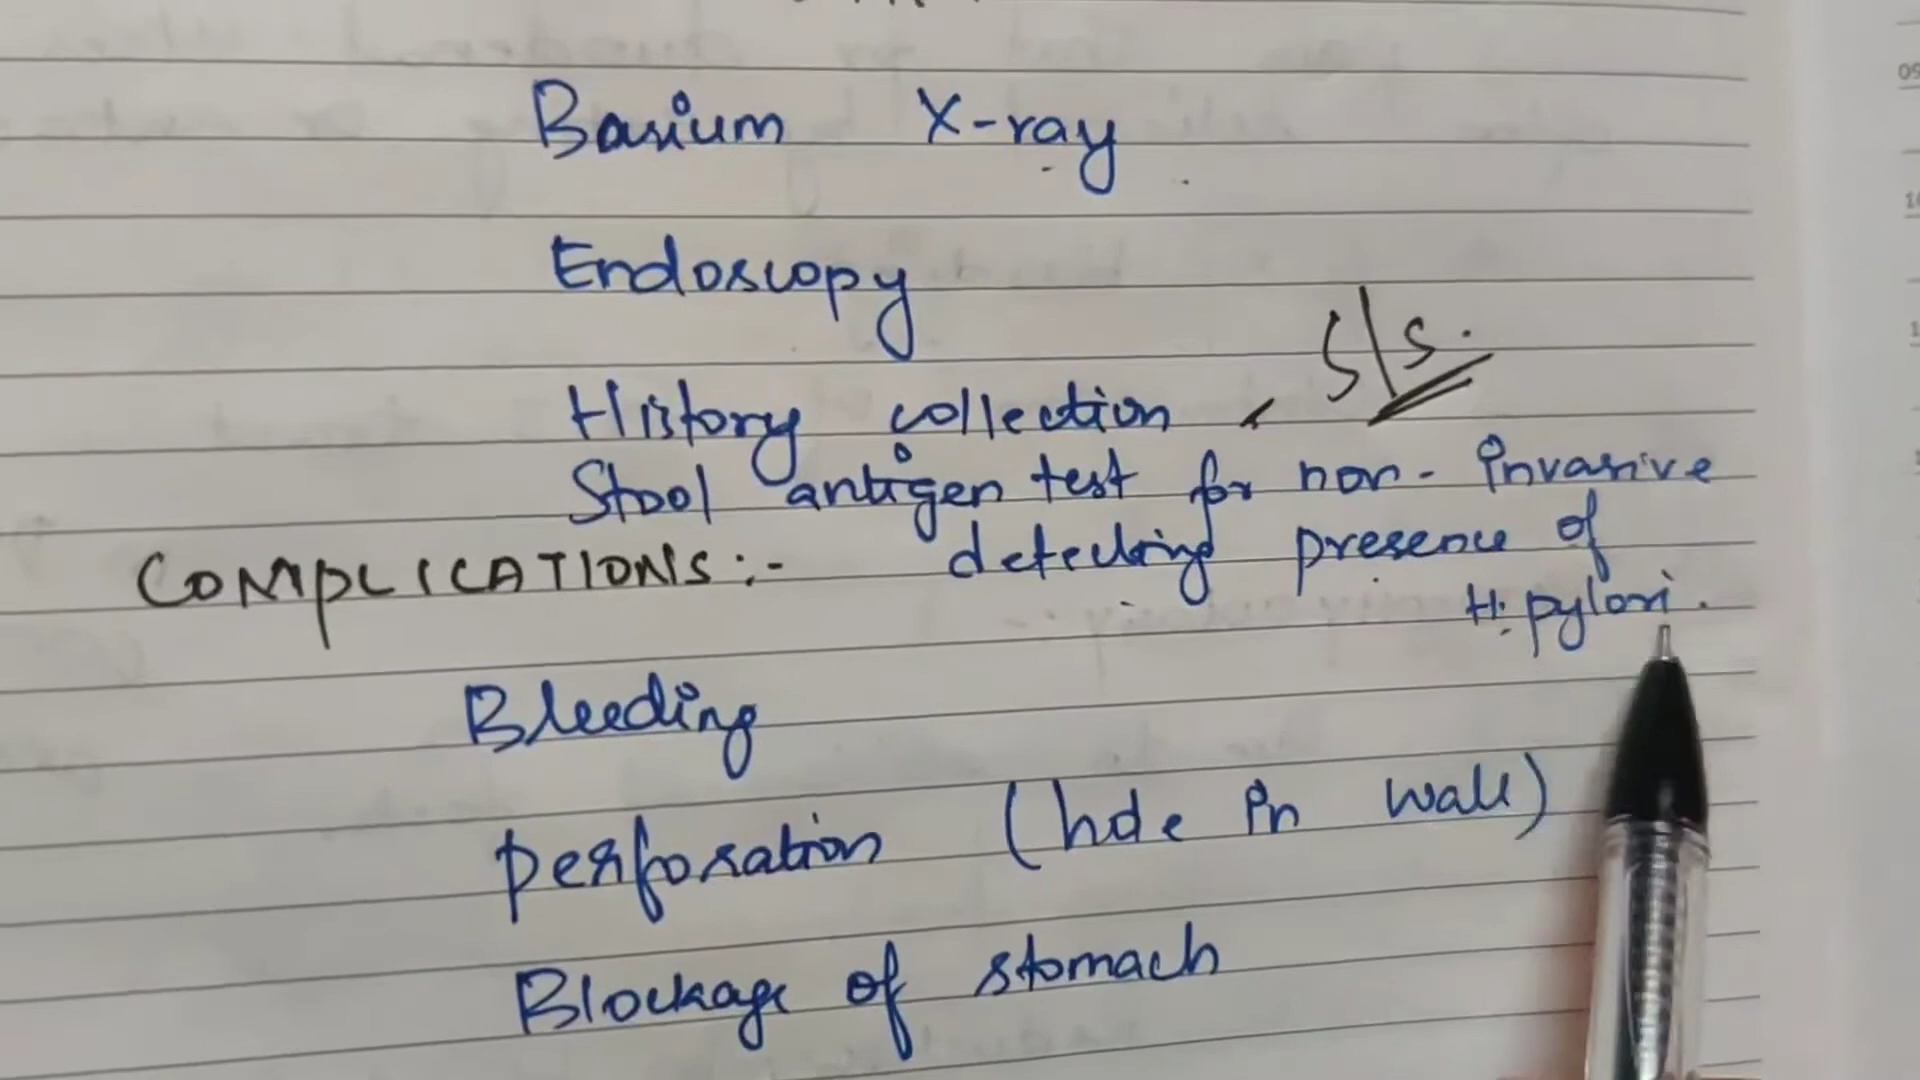 Barium X-ray
Endoscopy
History collection, S/S.
Stool antigen test for non-invasive
detecting presence of
H. pylori.
COMPLICATIONS:-
Bleeding
perforation (hole in wall)
Blockage of stomach